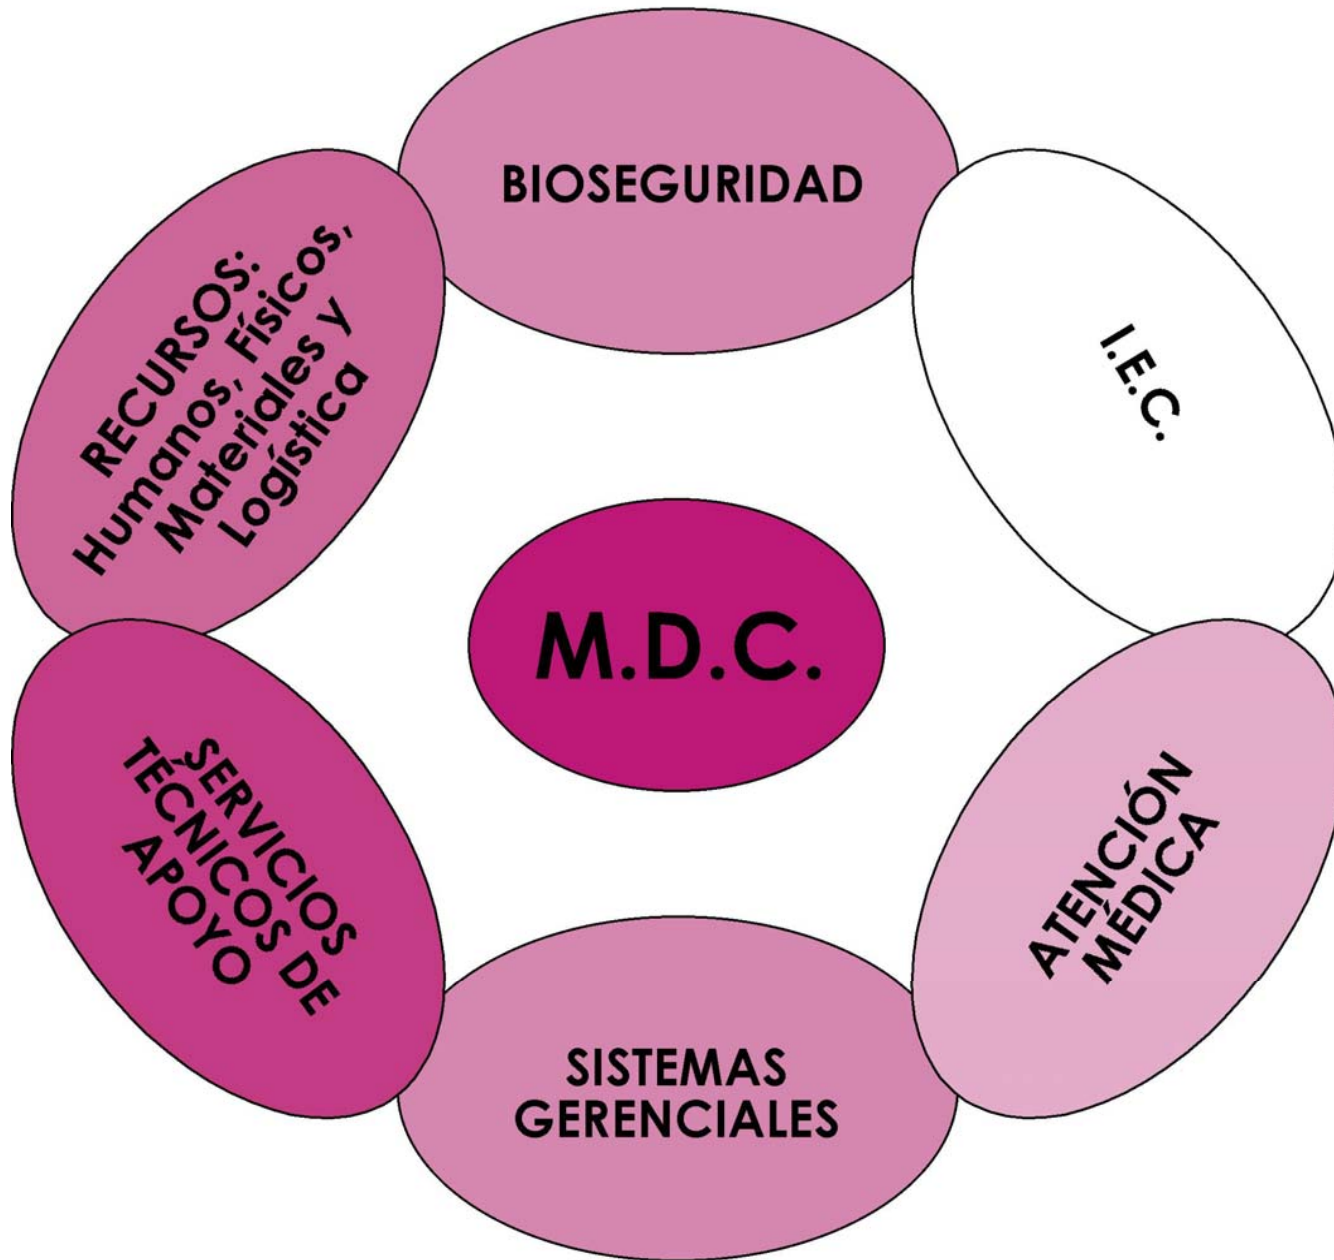 BIOSEGURIDAD
I.E.C.
ATENCIÓN
MÉDICA
SISTEMAS
GERENCIALES
SERVICIOS
TÉCNICOS DE
APOYO
RECURSOS:
Humanos, Físicos,
Materiales y
Logística
M.D.C.